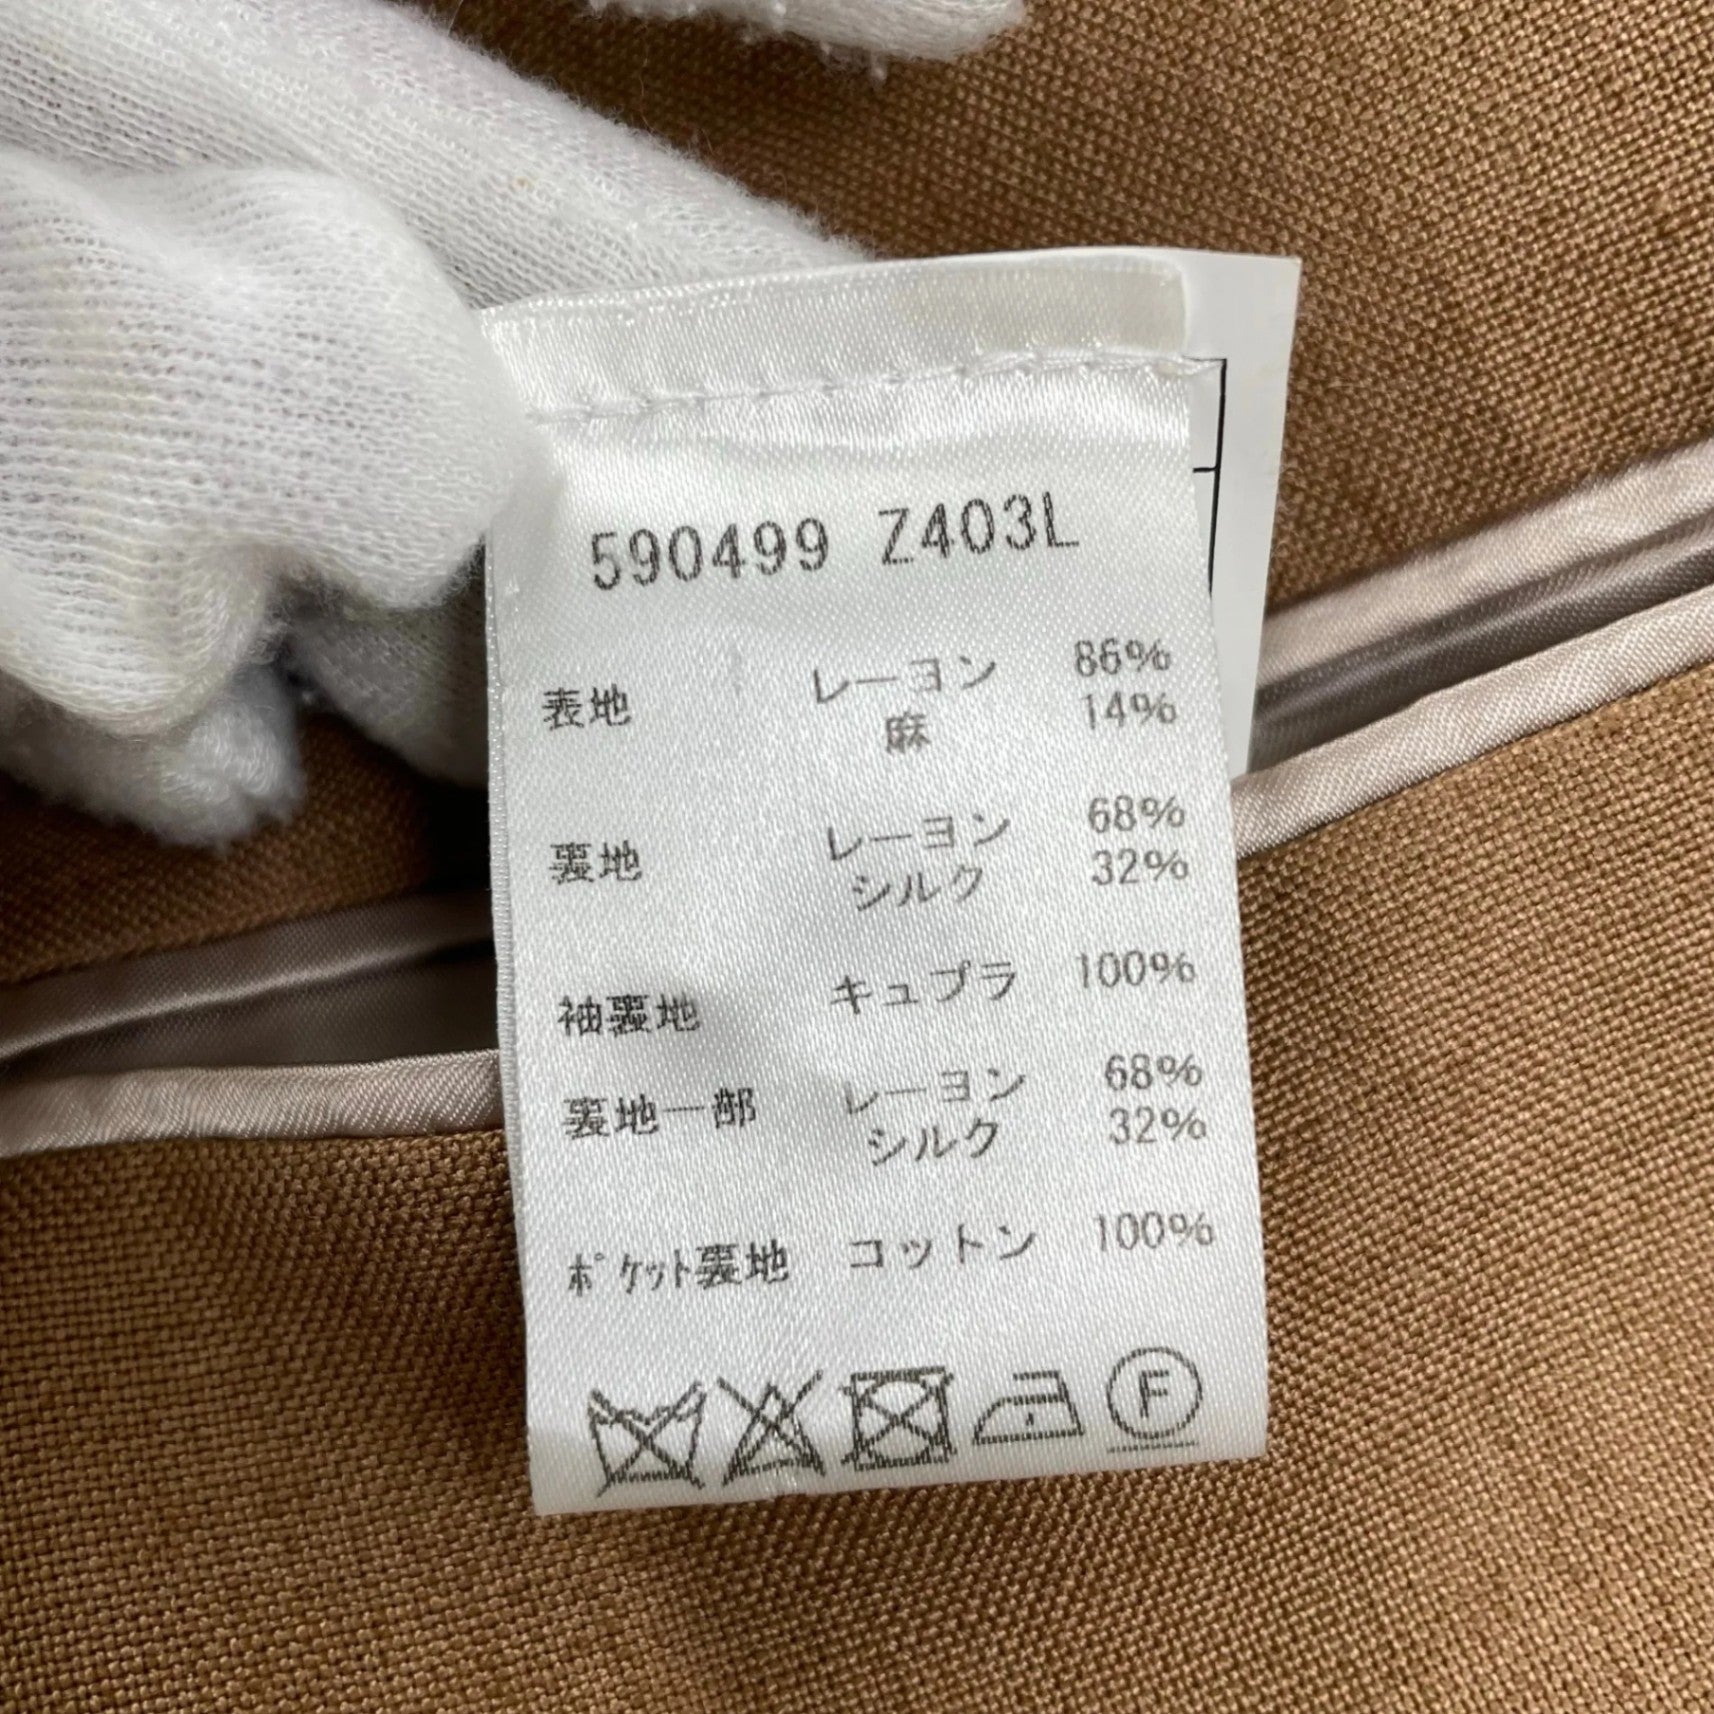 590499 Z403L
表地 レーヨン 86%
麻 14%
裏地 レーヨン 68%
シルク 32%
袖裏地 キュプラ 100%
裏地一部 レーヨン 68%
シルク 32%
ﾎﾟｹｯﾄ裏地 コットン 100%
F